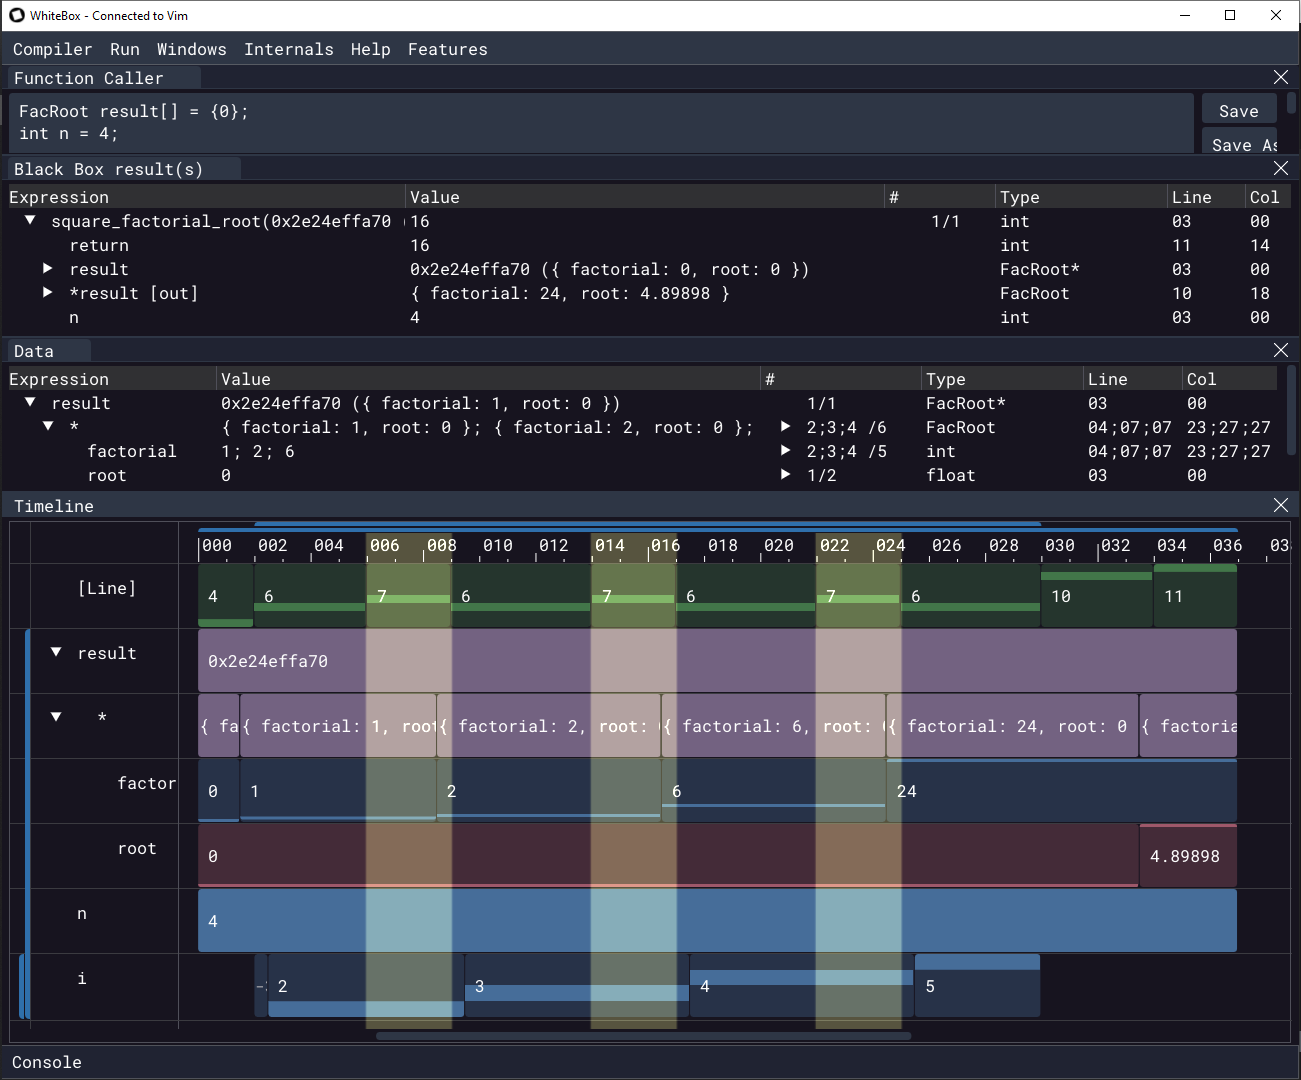 WhiteBox - Connected to Vim
Compiler Run Windows Internals Help Features
Function Caller
FacRoot result[] = {0};
int n = 4;
Save
Save As
Black Box result(s)
Expression Value # Type Line Col
square_factorial_root(0x2e24effa70 16 1/1 int 03 00
return 16 int 11 14
result 0x2e24effa70 ({ factorial: 0, root: 0 }) FacRoot* 03 00
*result [out] { factorial: 24, root: 4.89898 } FacRoot 10 18
n 4 int 03 00
Data
Expression Value # Type Line Col
result 0x2e24effa70 ({ factorial: 1, root: 0 }) 1/1 FacRoot* 03 00
* { factorial: 1, root: 0 }; { factorial: 2, root: 0 }; 2;3;4 /6 FacRoot 04;07;07 23;27;27
factorial 1; 2; 6 2;3;4 /5 int 04;07;07 23;27;27
root 0 1/2 float 03 00
Timeline
000 002 004 006 008 010 012 014 016 018 020 022 024 026 028 030 032 034 036
[Line] 4 6 7 6 7 6 7 6 10 11
result 0x2e24effa70
* { fa { factorial: 1, root { factorial: 2, root: { factorial: 6, root: { factorial: 24, root: 0 { factoria
factor 0 1 2 6 24
root 0 4.89898
n 4
i 2 3 4 5
Console